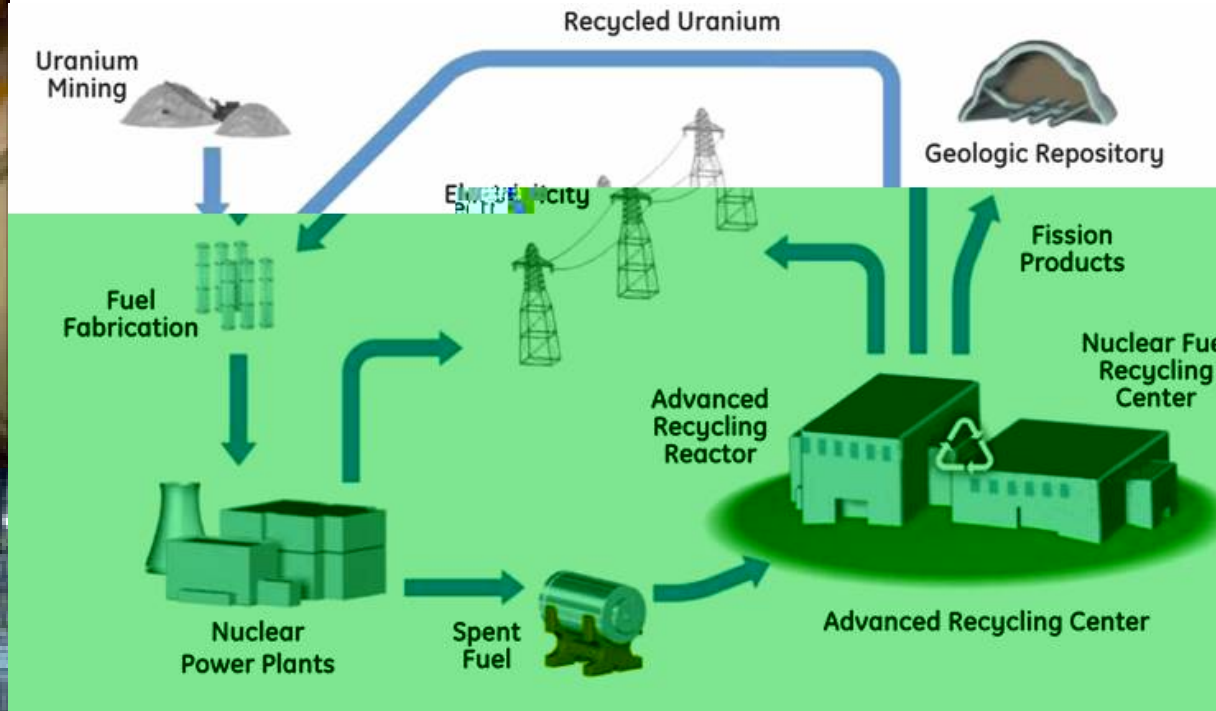 Recycled Uranium
Uranium
Mining
Geologic Repository
Fission
Products
Fuel
Fabrication
Nuclear Fue
Recycling
Center
Advanced
Recycling
Reactor
Advanced Recycling Center
Nuclear
Power Plants
Spent
Fuel